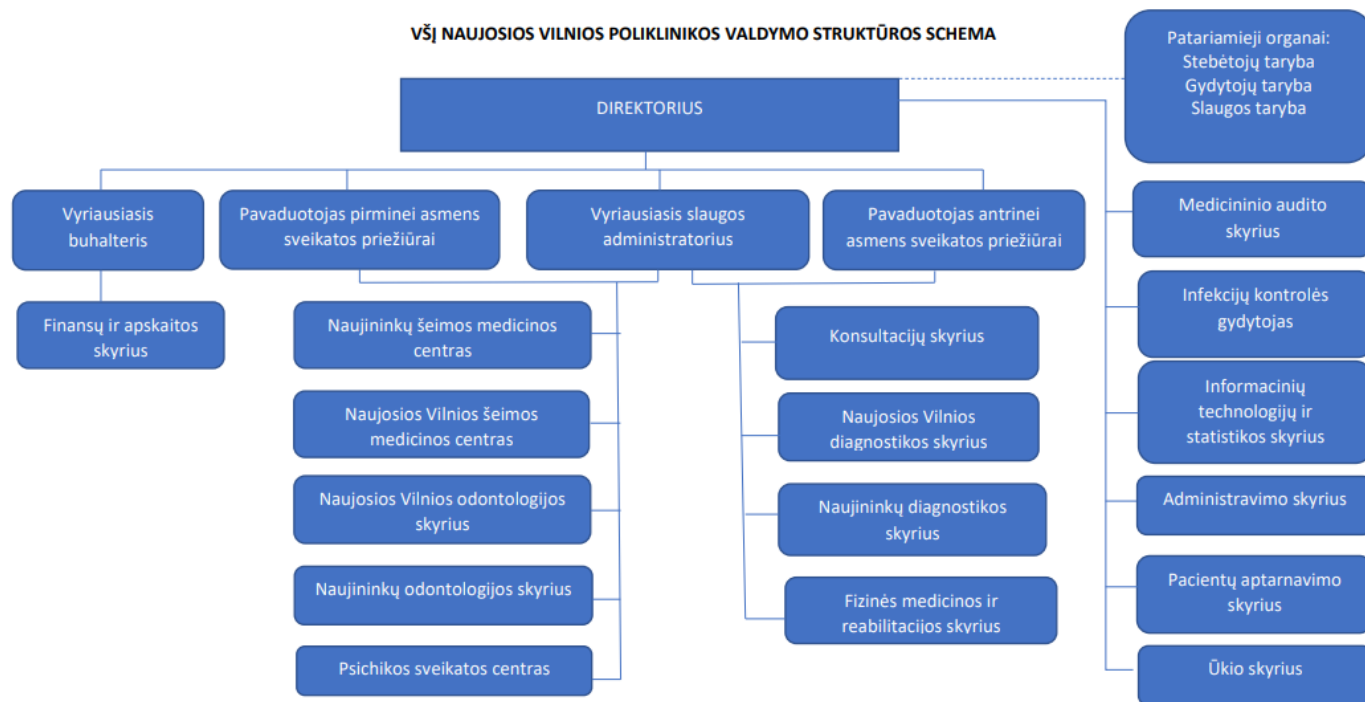 VŠĮ NAUJOSIOS VILNIOS POLIKLINIKOS VALDYMO STRUKTŪROS SCHEMA
Patariamieji organai:
Stebėtojų taryba
Gydytojų taryba
Slaugos taryba
DIREKTORIUS
Vyriausiasis
buhalteris
Pavaduotojas pirminei asmens
sveikatos priežiūrai
Vyriausiasis slaugos
administratorius
Pavaduotojas antrinei
asmens sveikatos priežiūrai
Finansų ir apskaitos
skyrius
Naujininkų šeimos medicinos
centras
Naujosios Vilnios šeimos
medicinos centras
Naujosios Vilnios odontologijos
skyrius
Naujininkų odontologijos skyrius
Psichikos sveikatos centras
Konsultacijų skyrius
Naujosios Vilnios
diagnostikos skyrius
Naujininkų diagnostikos
skyrius
Fizinės medicinos ir
reabilitacijos skyrius
Medicininio audito
skyrius
Infekcijų kontrolės
gydytojas
Informacinių
technologijų ir
statistikos skyrius
Administravimo skyrius
Pacientų aptarnavimo
skyrius
Ūkio skyrius